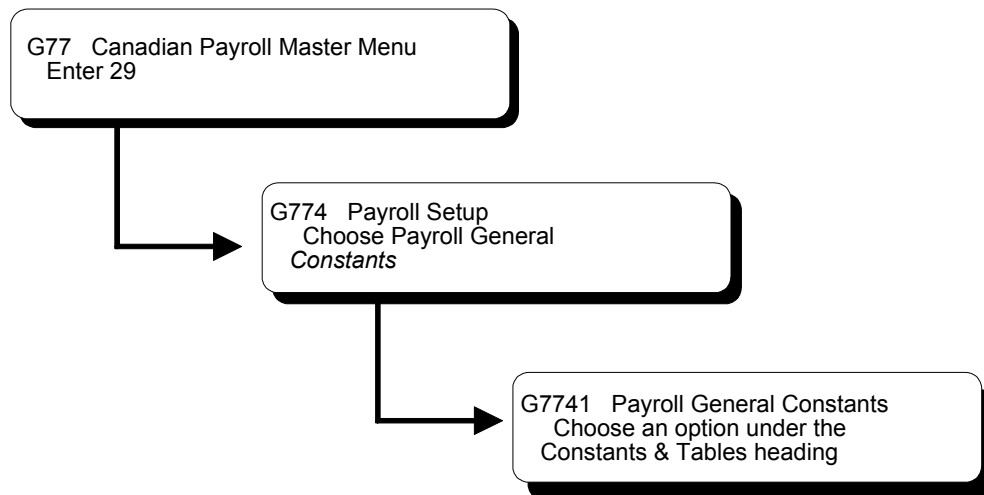 G77 Canadian Payroll Master Menu
Enter 29
G774 Payroll Setup
Choose Payroll General
Constants
G7741 Payroll General Constants
Choose an option under the
Constants & Tables heading